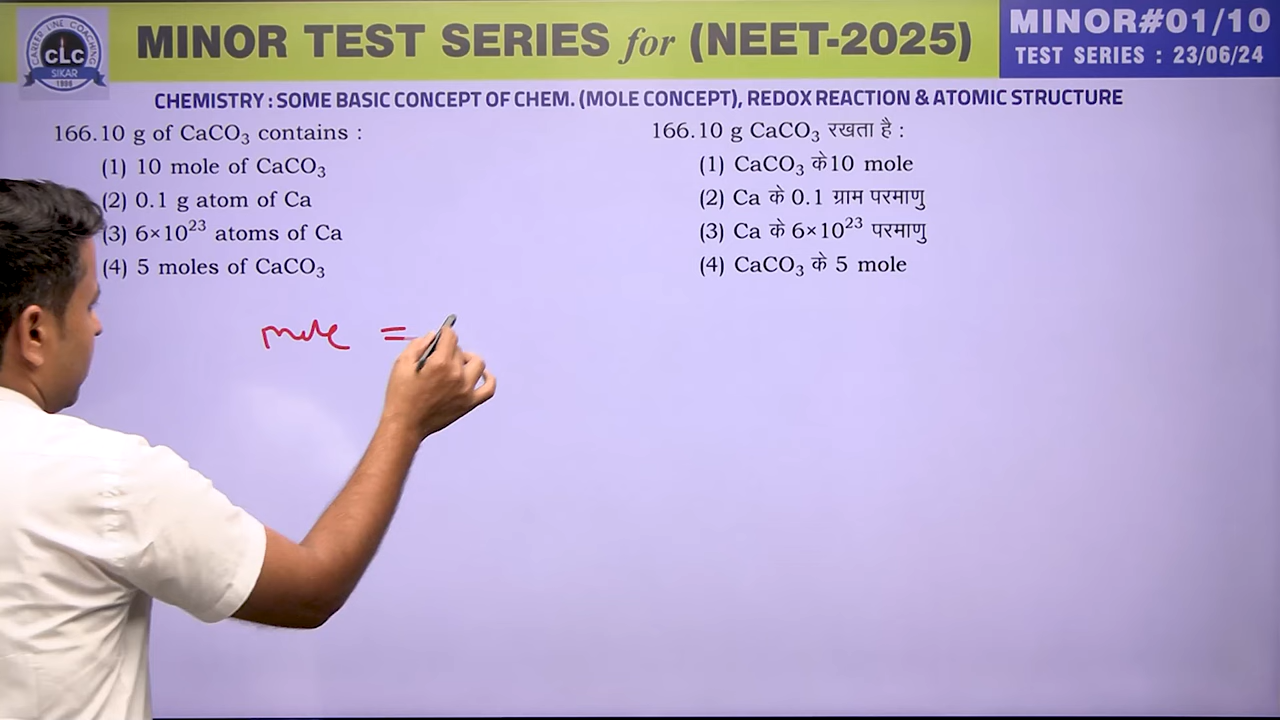 CAREER LINE COACHING
CLC
SIKAR
1996
MINOR TEST SERIES for (NEET-2025)
MINOR#01/10
TEST SERIES : 23/06/24
CHEMISTRY : SOME BASIC CONCEPT OF CHEM. (MOLE CONCEPT), REDOX REACTION & ATOMIC STRUCTURE
166. 10 g of CaCO₃ contains :
(1) 10 mole of CaCO₃
(2) 0.1 g atom of Ca
(3) 6×10²³ atoms of Ca
(4) 5 moles of CaCO₃
166. 10 g CaCO₃ रखता है :
(1) CaCO₃ के 10 mole
(2) Ca के 0.1 ग्राम परमाणु
(3) Ca के 6×10²³ परमाणु
(4) CaCO₃ के 5 mole
mole =